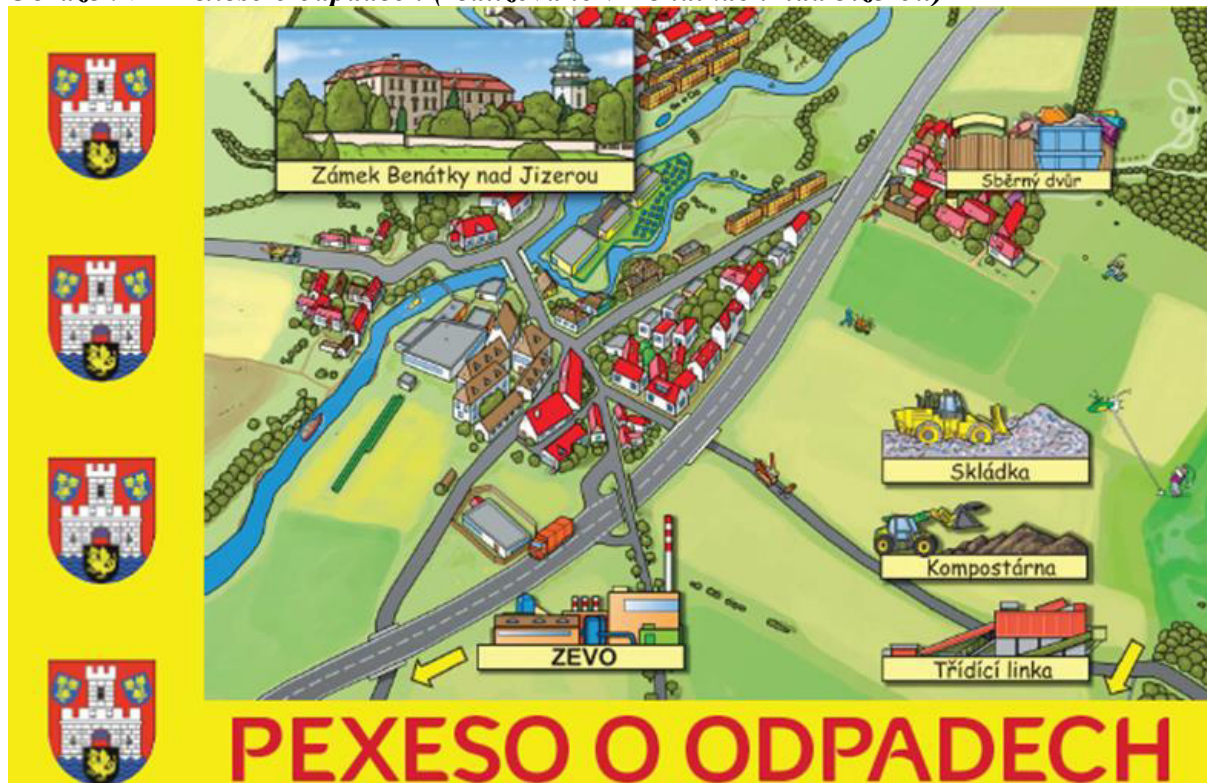 Zámek Benátky nad Jizerou
Sběrný dvůr
Skládka
Kompostárna
ZEVO
Třídící linka
PEXESO O ODPADECH